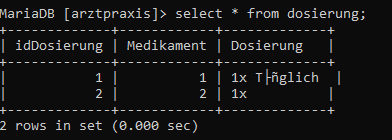 MariaDB [arztpraxis]> select * from dosierung;
+-------------+------------+-------------+
| idDosierung | Medikament | Dosierung |
+-------------+------------+-------------+
| 1 | 1 | 1x T├ñglich |
| 2 | 2 | 1x |
+-------------+------------+-------------+
2 rows in set (0.000 sec)